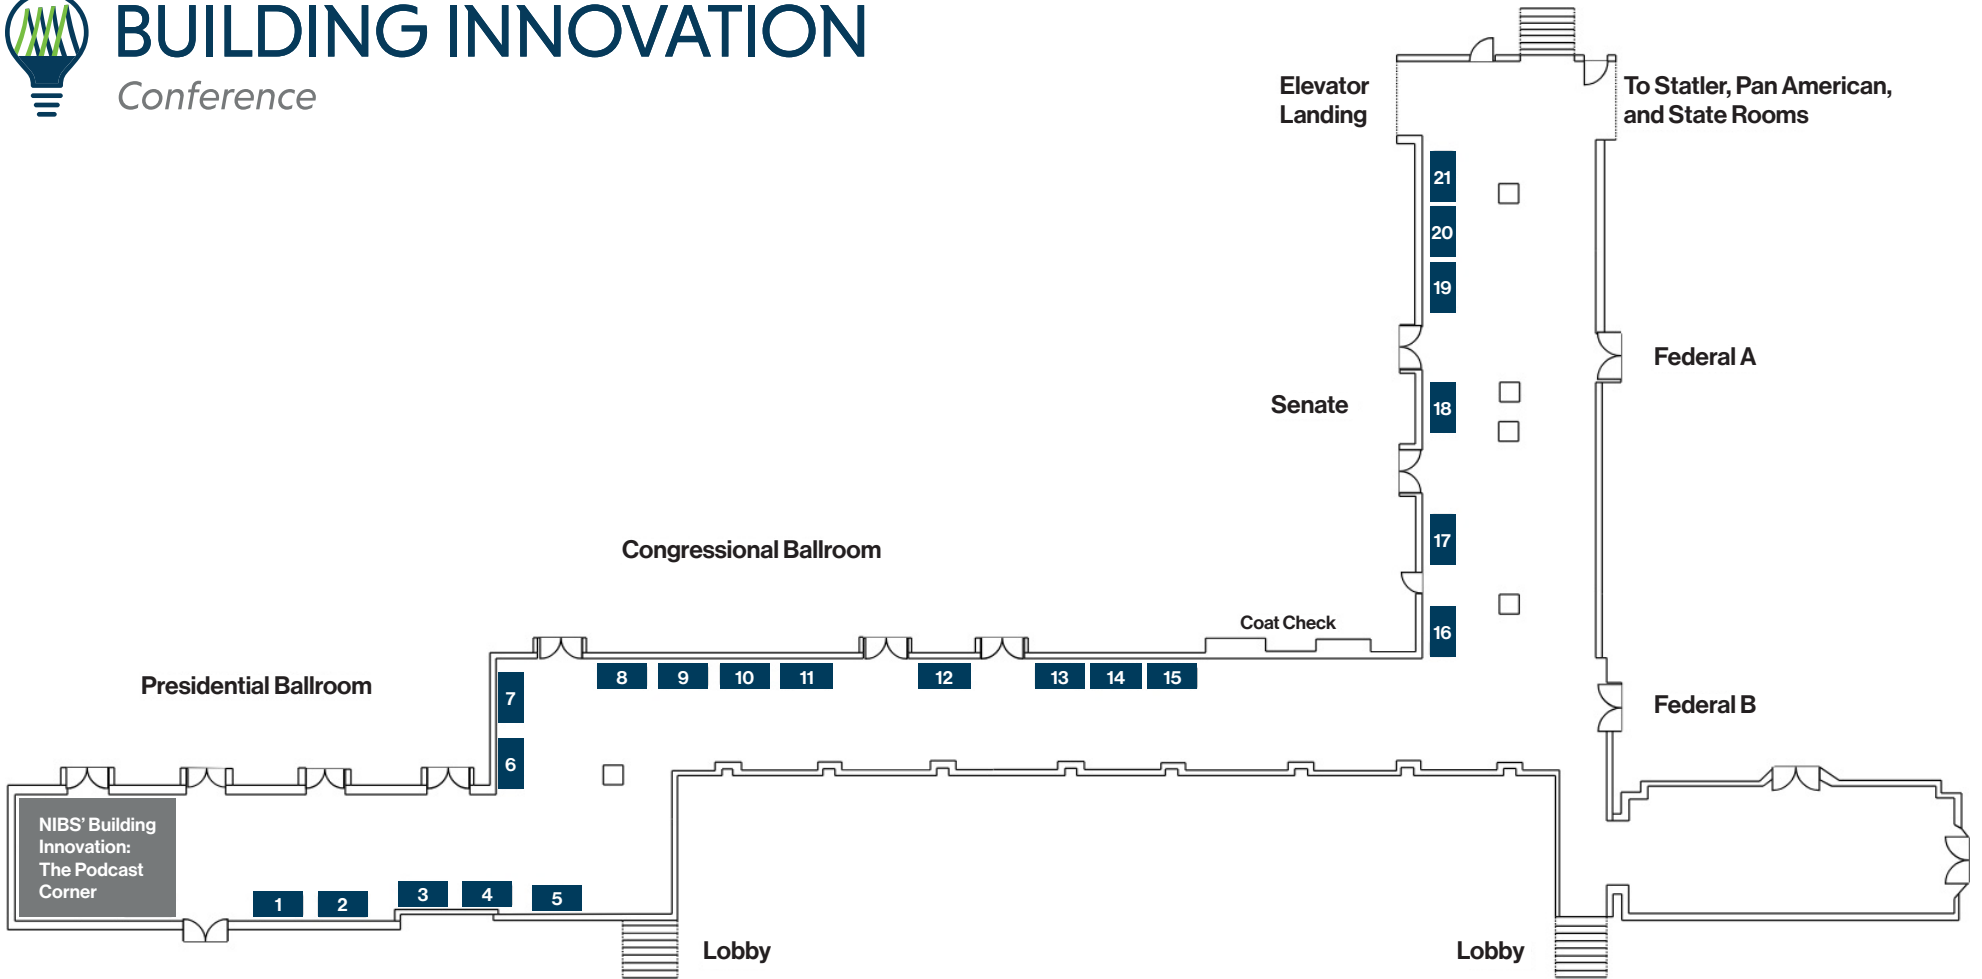 BUILDING INNOVATION
Conference
Elevator
Landing
To Statler, Pan American,
and State Rooms
21
20
19
Federal A
Senate
18
17
Congressional Ballroom
Coat Check
16
8 9 10 11 12 13 14 15
Presidential Ballroom
7
Federal B
6
NIBS' Building
Innovation:
The Podcast
Corner
1 2 3 4 5
Lobby
Lobby